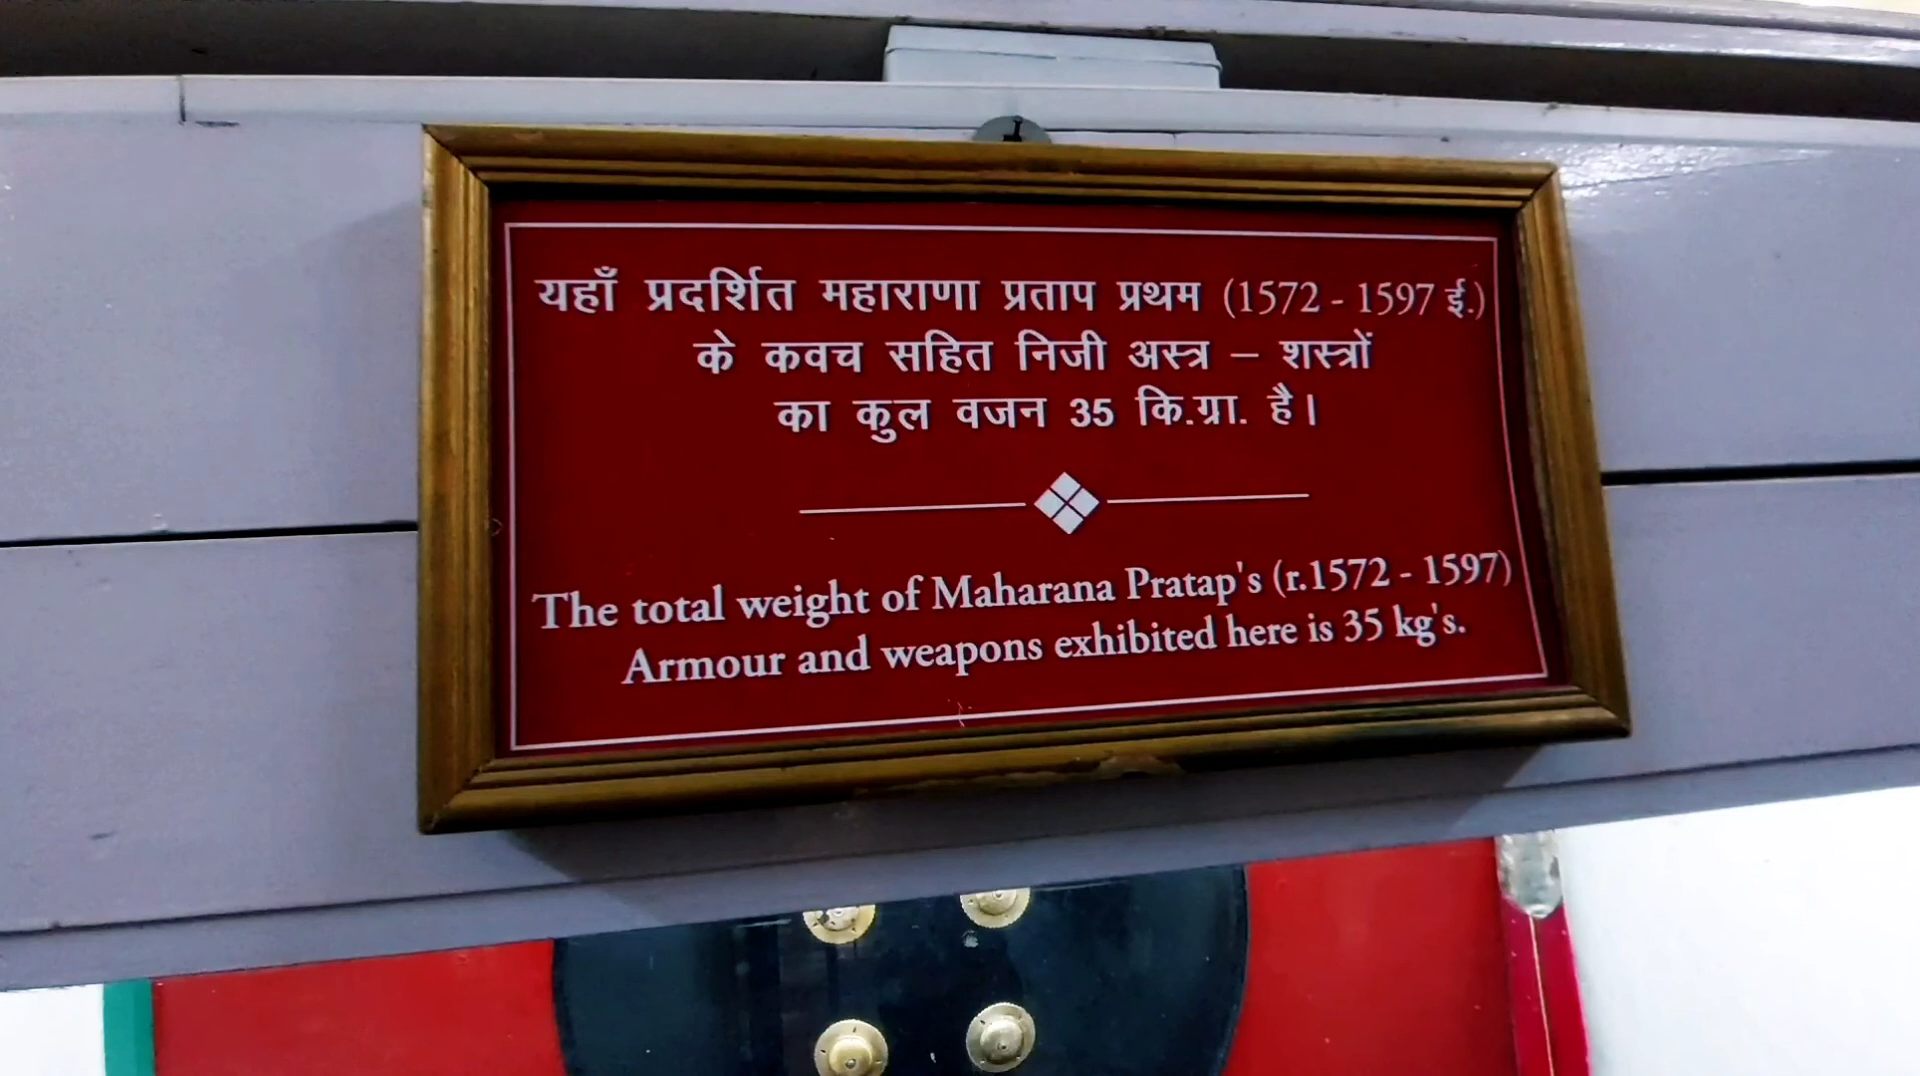 यहाँ प्रदर्शित महाराणा प्रताप प्रथम (1572 - 1597 ई.)
के कवच सहित निजी अस्त्र – शस्त्रों
का कुल वजन 35 कि.ग्रा. है।
The total weight of Maharana Pratap's (r.1572 - 1597)
Armour and weapons exhibited here is 35 kg's.